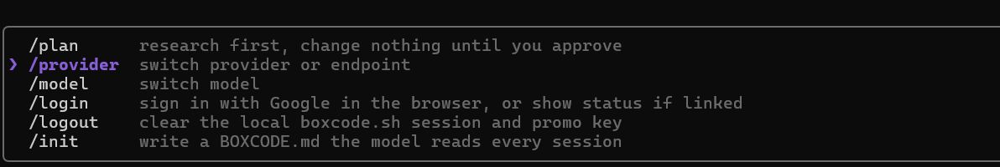 /plan research first, change nothing until you approve
❯ /provider switch provider or endpoint
/model switch model
/login sign in with Google in the browser, or show status if linked
/logout clear the local boxcode.sh session and promo key
/init write a BOXCODE.md the model reads every session